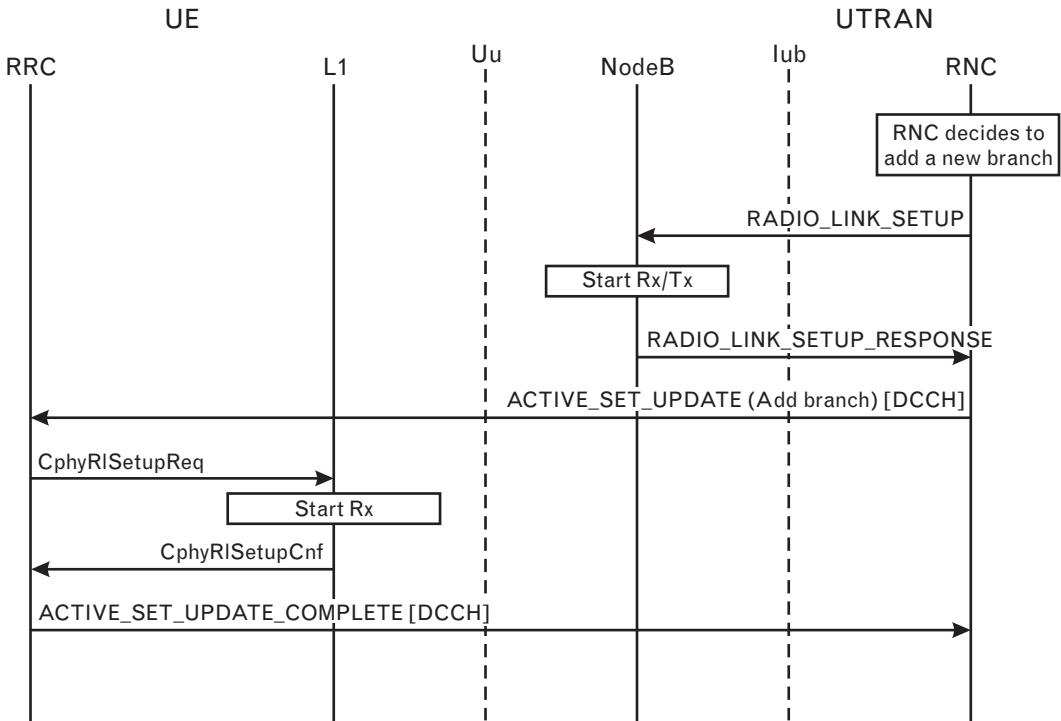 UE
UTRAN
RRC
L1
Uu
NodeB
Iub
RNC
RNC decides to
add a new branch
RADIO_LINK_SETUP
Start Rx/Tx
RADIO_LINK_SETUP_RESPONSE
ACTIVE_SET_UPDATE (Add branch) [DCCH]
CphyRlSetupReq
Start Rx
CphyRlSetupCnf
ACTIVE_SET_UPDATE_COMPLETE [DCCH]